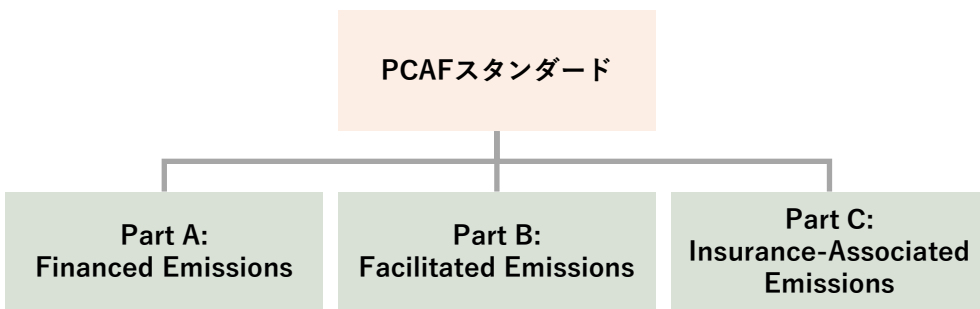 PCAFスタンダード
Part A:
Financed Emissions
Part B:
Facilitated Emissions
Part C:
Insurance-Associated
Emissions